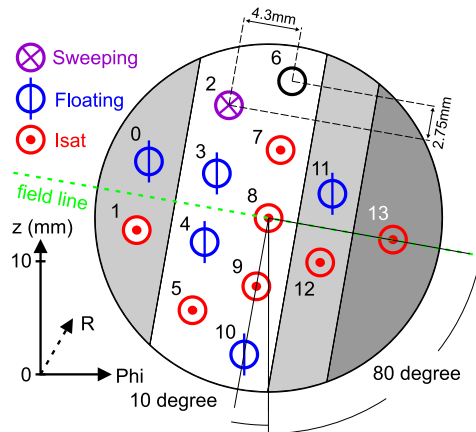 4.3mm
Sweeping
6
2
2.75mm
Floating
0
7
Isat
3
11
field line
8
1
13
z (mm)
4
10
9
12
5
R
10
0
Phi
80 degree
10 degree